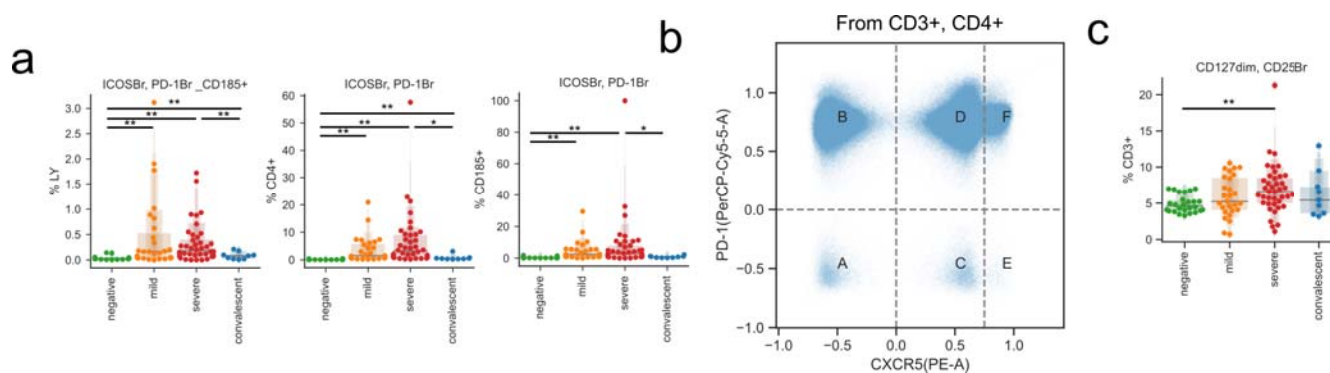 a
ICOSBr, PD-1Br _CD185+
% LY
3.0
2.5
2.0
1.5
1.0
0.5
0.0
**
**
**
**
negative
mild
severe
convalescent
ICOSBr, PD-1Br
% CD4+
60
50
40
30
20
10
0
**
**
*
**
negative
mild
severe
convalescent
ICOSBr, PD-1Br
% CD185+
100
80
60
40
20
0
**
*
**
negative
mild
severe
convalescent
b
From CD3+, CD4+
PD-1(PerCP-Cy5-5-A)
1.0
0.5
0.0
−0.5
−1.0
B
D
F
A
C
E
−1.0
−0.5
0.0
0.5
1.0
CXCR5(PE-A)
c
CD127dim, CD25Br
% CD3+
20
15
10
5
0
**
negative
mild
severe
convalescent